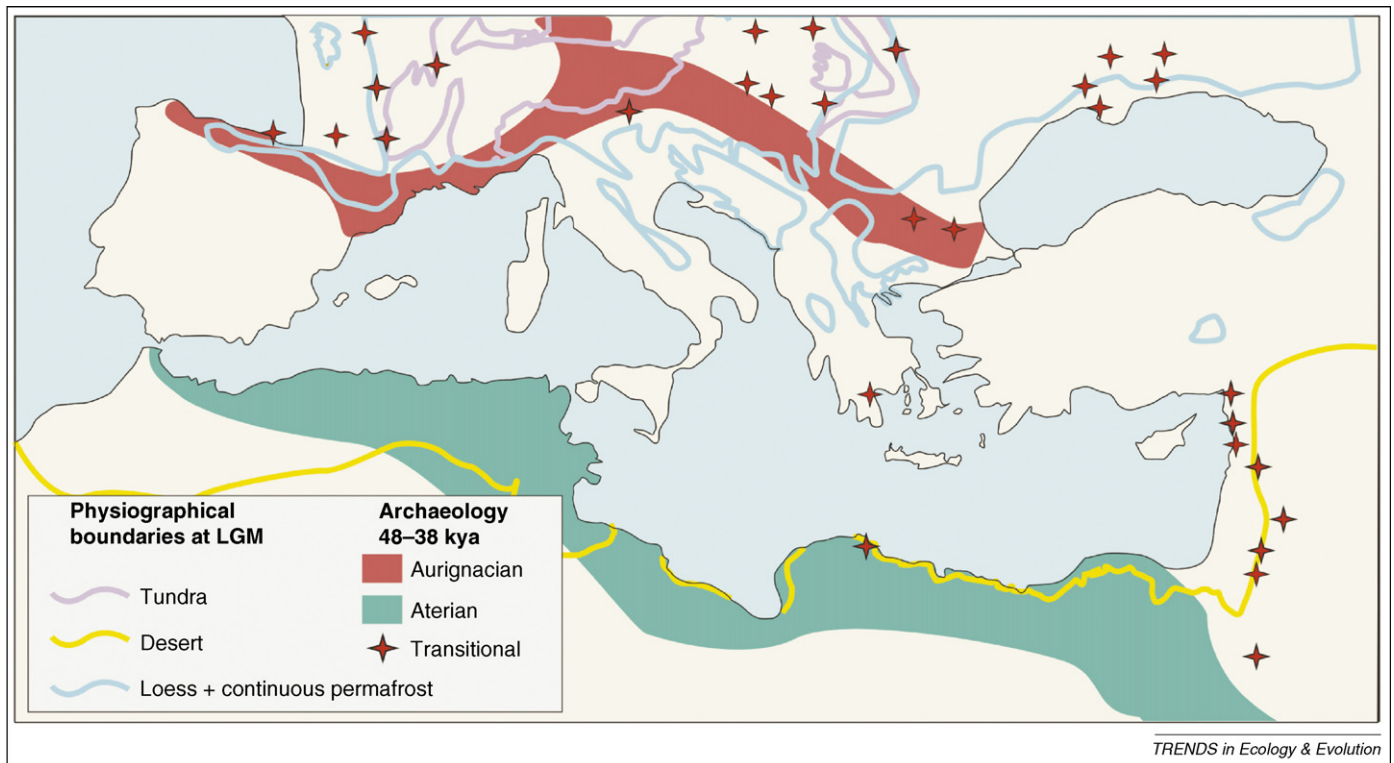 Physiographical
boundaries at LGM
Tundra
Desert
Loess + continuous permafrost
Archaeology
48–38 kya
Aurignacian
Aterian
Transitional
TRENDS in Ecology & Evolution